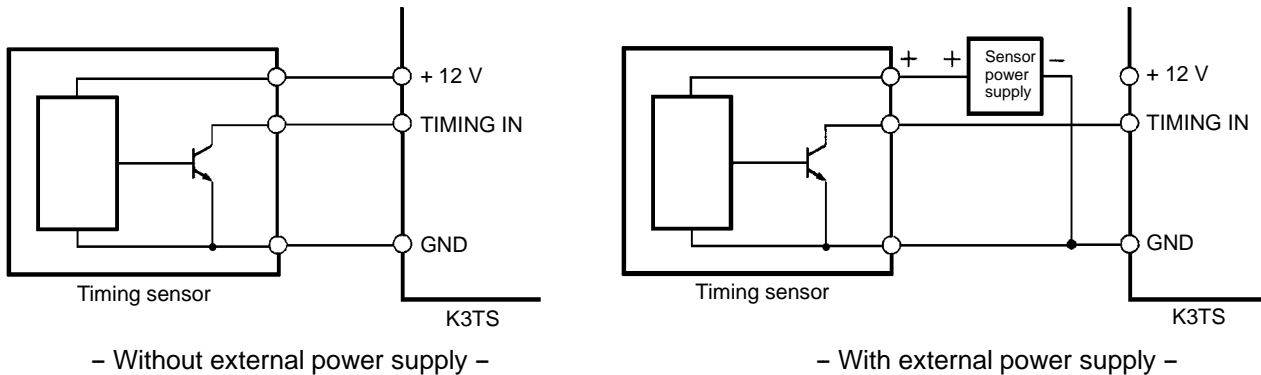 + 12 V
TIMING IN
GND
Timing sensor
K3TS
– Without external power supply –
+ + Sensor power supply –
+ 12 V
TIMING IN
GND
Timing sensor
K3TS
– With external power supply –